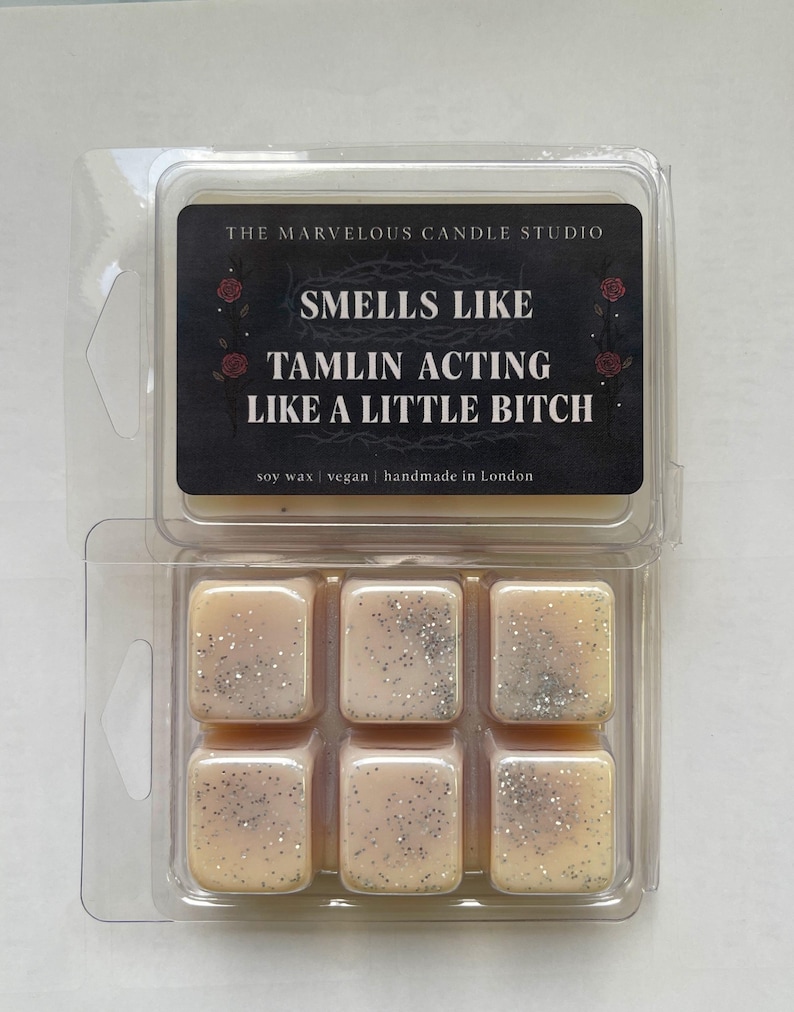 THE MARVELOUS CANDLE STUDIO
SMELLS LIKE
TAMLIN ACTING
LIKE A LITTLE BITCH
soy wax | vegan | handmade in London